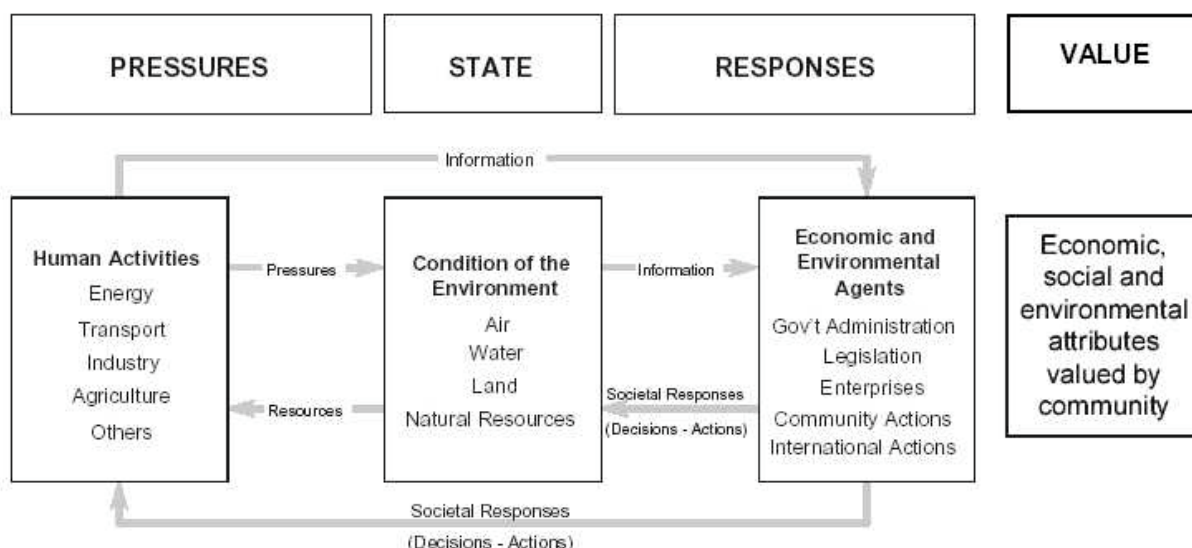 PRESSURES
STATE
RESPONSES
VALUE
Information
Human Activities
Energy
Transport
Industry
Agriculture
Others
Pressures
Resources
Condition of the
Environment
Air
Water
Land
Natural Resources
Information
Societal Responses
(Decisions - Actions)
Economic and
Environmental
Agents
Gov't Administration
Legislation
Enterprises
Community Actions
International Actions
Economic,
social and
environmental
attributes
valued by
community
Societal Responses
(Decisions - Actions)